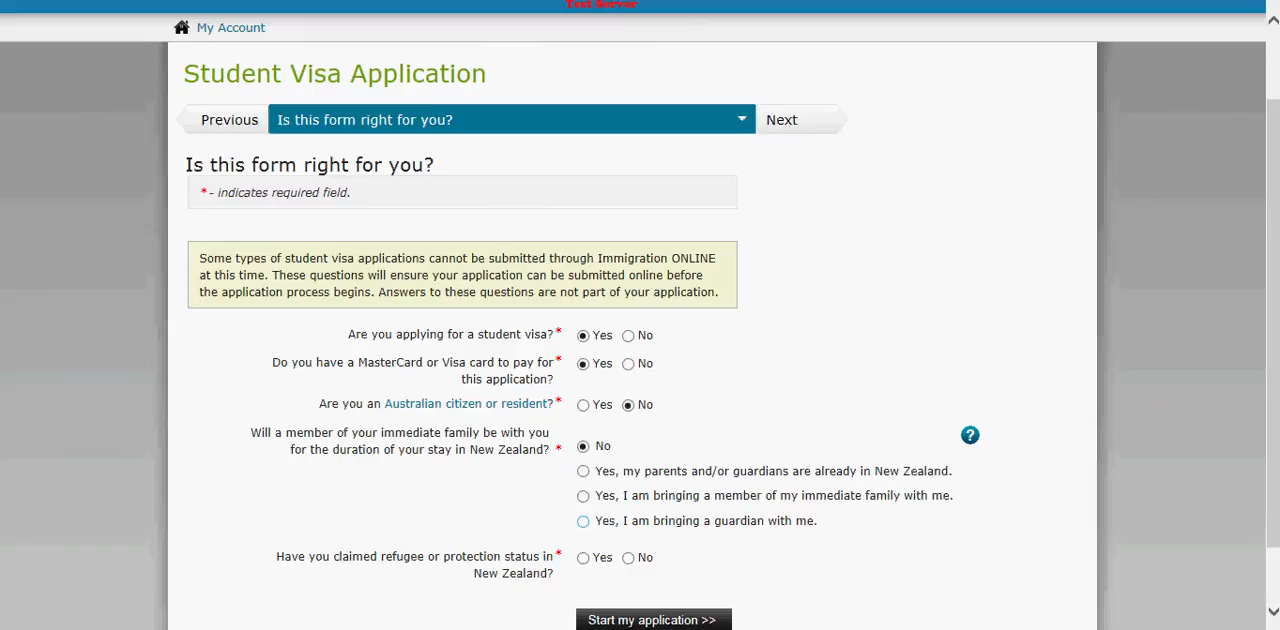 Test Server
My Account
Student Visa Application
Previous
Is this form right for you?
Next
Is this form right for you?
* - indicates required field.
Some types of student visa applications cannot be submitted through Immigration ONLINE
at this time. These questions will ensure your application can be submitted online before
the application process begins. Answers to these questions are not part of your application.
Are you applying for a student visa?* Yes No
Do you have a MasterCard or Visa card to pay for* Yes No
this application?
Are you an Australian citizen or resident?* Yes No
Will a member of your immediate family be with you
for the duration of your stay in New Zealand? *
No
?
Yes, my parents and/or guardians are already in New Zealand.
Yes, I am bringing a member of my immediate family with me.
Yes, I am bringing a guardian with me.
Have you claimed refugee or protection status in* Yes No
New Zealand?
Start my application >>